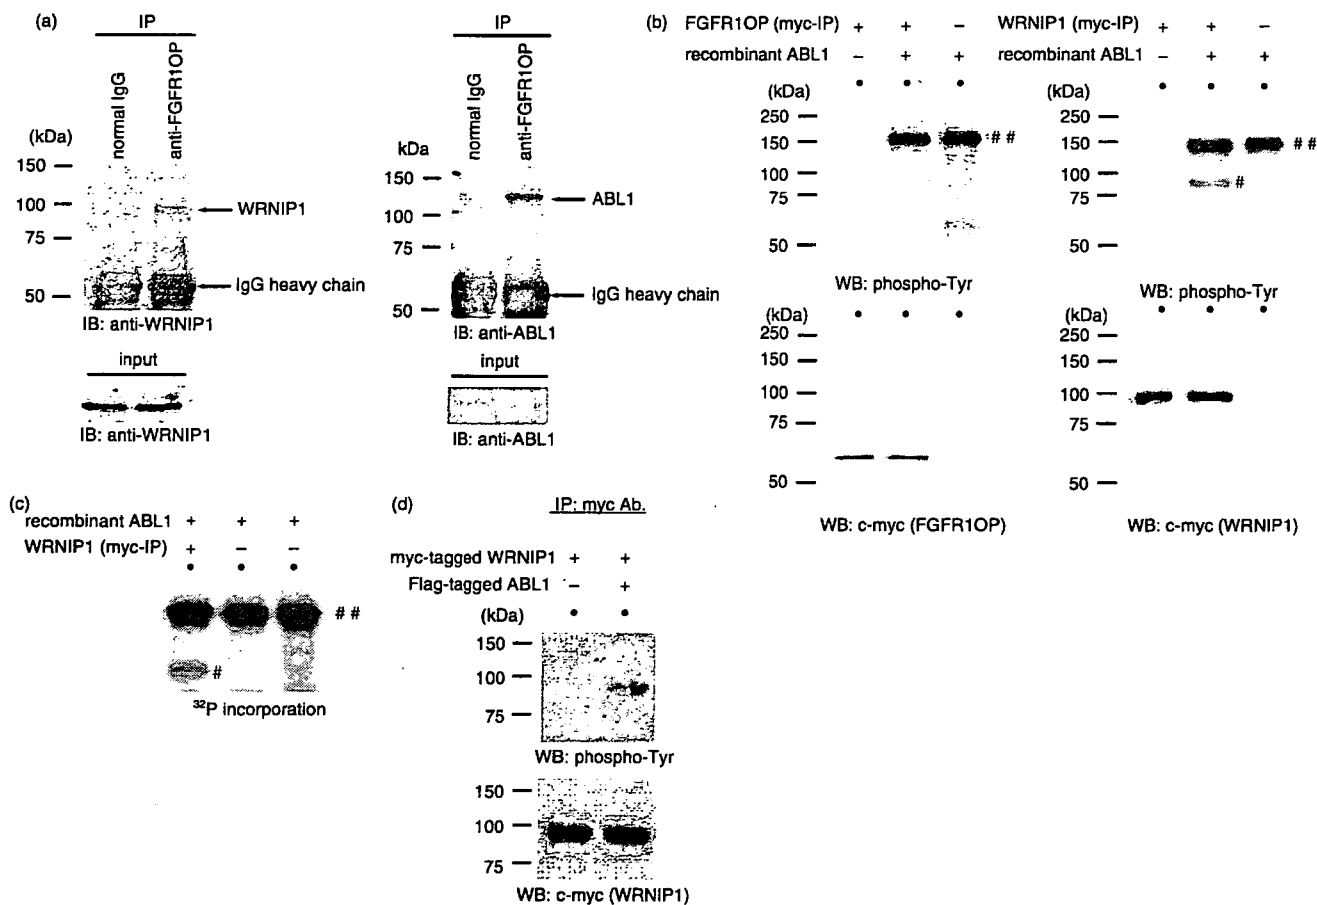 (a)
IP
normal IgG
anti-FGFR1OP
(kDa)
150
100
75
50
WRNIP1
IgG heavy chain
IB: anti-WRNIP1
input
IB: anti-WRNIP1
IP
normal IgG
anti-FGFR1OP
kDa
150
100
75
50
ABL1
IgG heavy chain
IB: anti-ABL1
input
IB: anti-ABL1
(b)
FGFR1OP (myc-IP) + + −
recombinant ABL1 − + +
(kDa)
250
150
100
75
50
# #
WB: phospho-Tyr
(kDa)
250
150
100
75
50
WB: c-myc (FGFR1OP)
WRNIP1 (myc-IP) + + −
recombinant ABL1 − + +
(kDa)
250
150
100
75
50
# #
#
WB: phospho-Tyr
(kDa)
250
150
100
75
50
WB: c-myc (WRNIP1)
(c)
recombinant ABL1 + + +
WRNIP1 (myc-IP) + − −
# #
#
³²P incorporation
(d)
IP: myc Ab.
myc-tagged WRNIP1 + +
Flag-tagged ABL1 − +
(kDa)
150
100
75
WB: phospho-Tyr
150
100
75
WB: c-myc (WRNIP1)